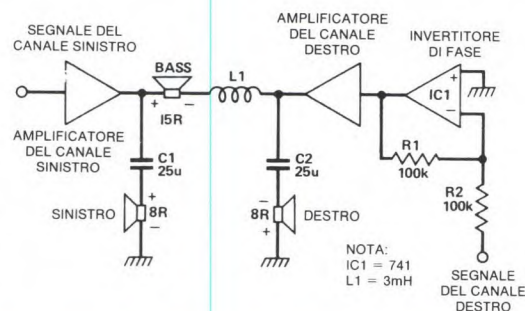 SEGNALE DEL
CANALE SINISTRO
AMPLIFICATORE
DEL CANALE
SINISTRO
BASS
+ −
I5R
L1
AMPLIFICATORE
DEL CANALE
DESTRO
INVERTITORE
DI FASE
+
IC1
−
R1
100k
R2
100k
C1
25u
C2
25u
SINISTRO
+
8R
−
−
8R
+
DESTRO
NOTA:
IC1 = 741
L1 = 3mH
SEGNALE
DEL CANALE
DESTRO